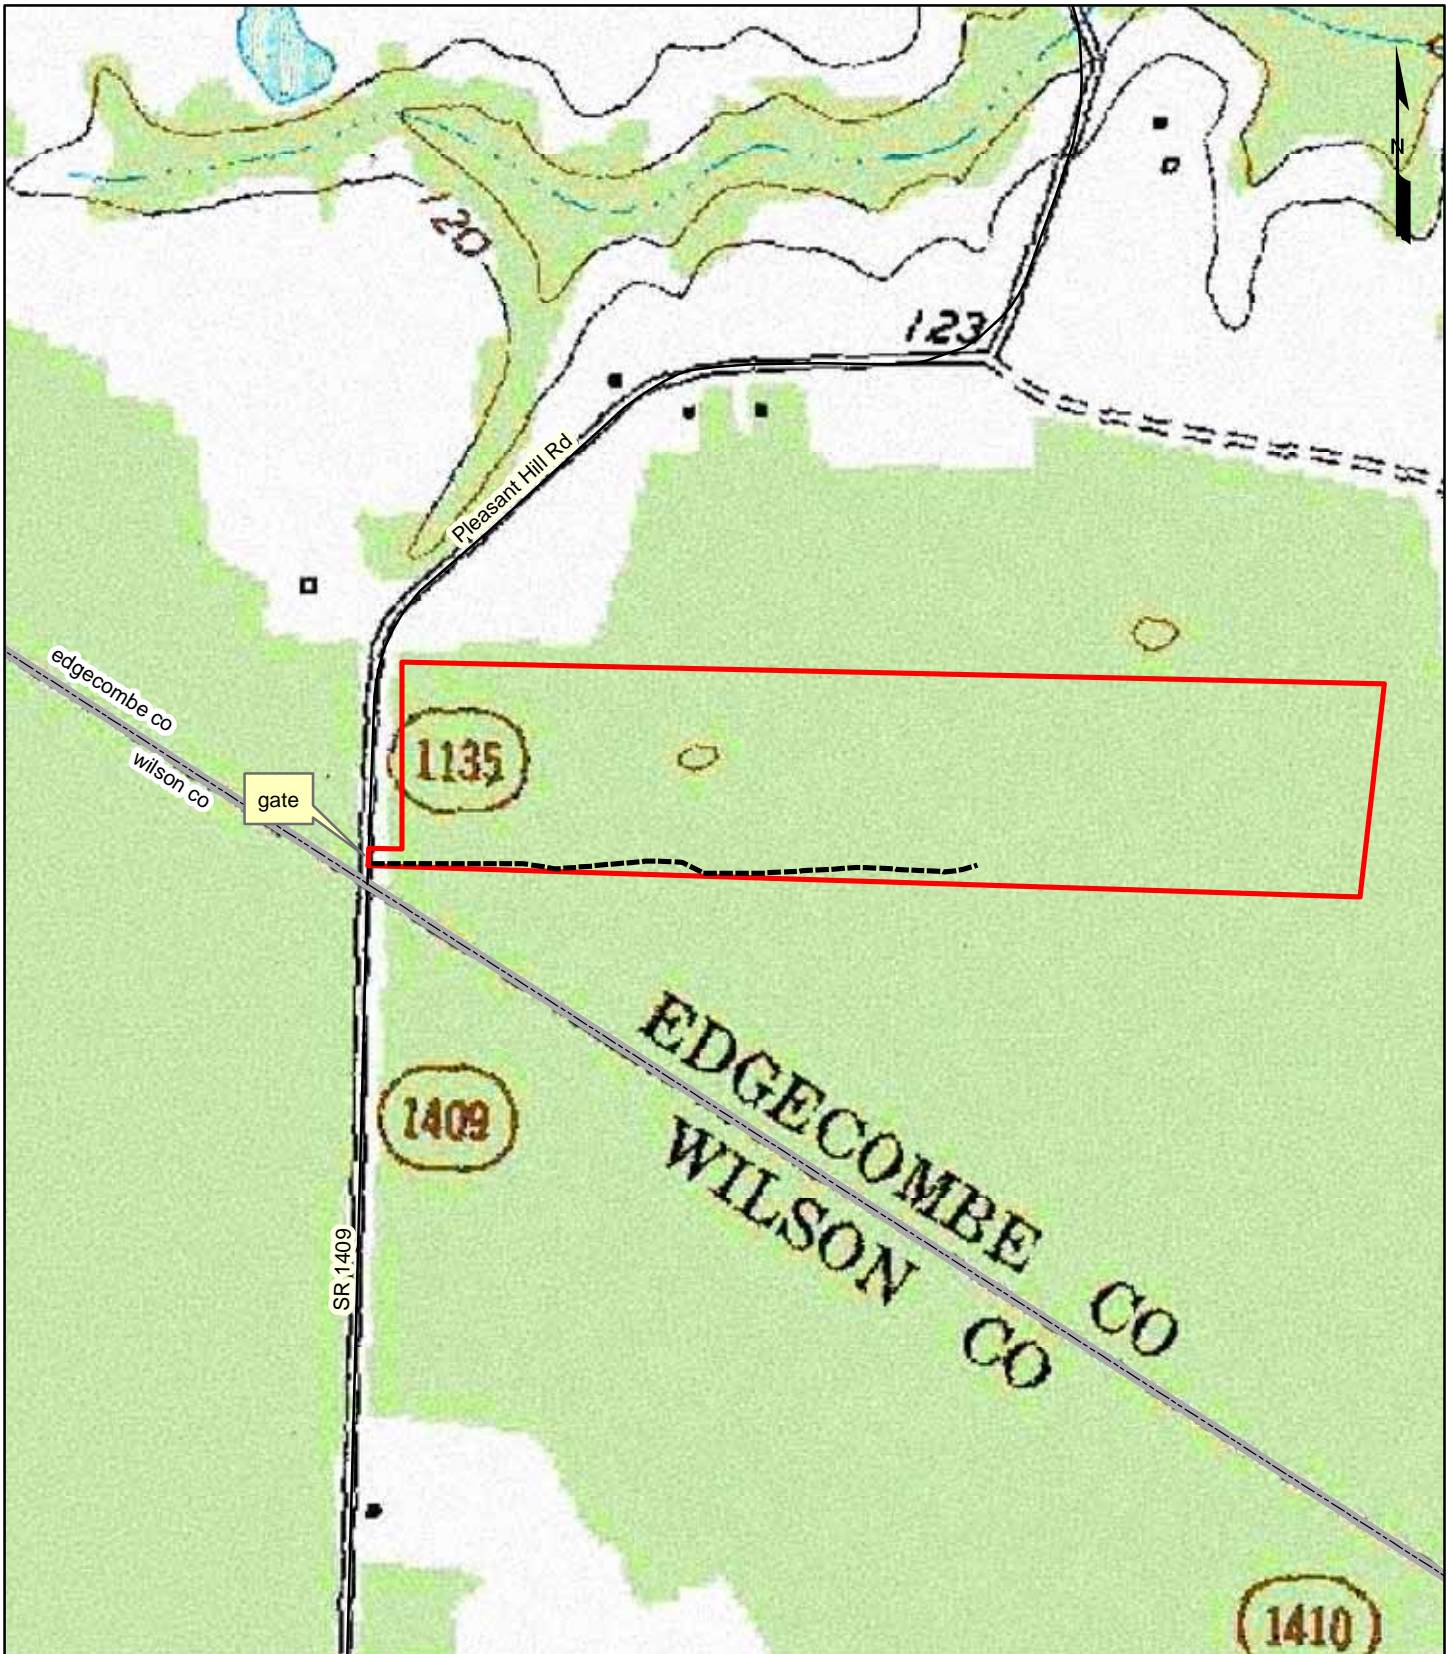 N
120
123
Pleasant Hill Rd
edgecombe co
wilson co
1135
gate
EDGECOMBE CO
WILSON CO
1409
SR 1409
1410